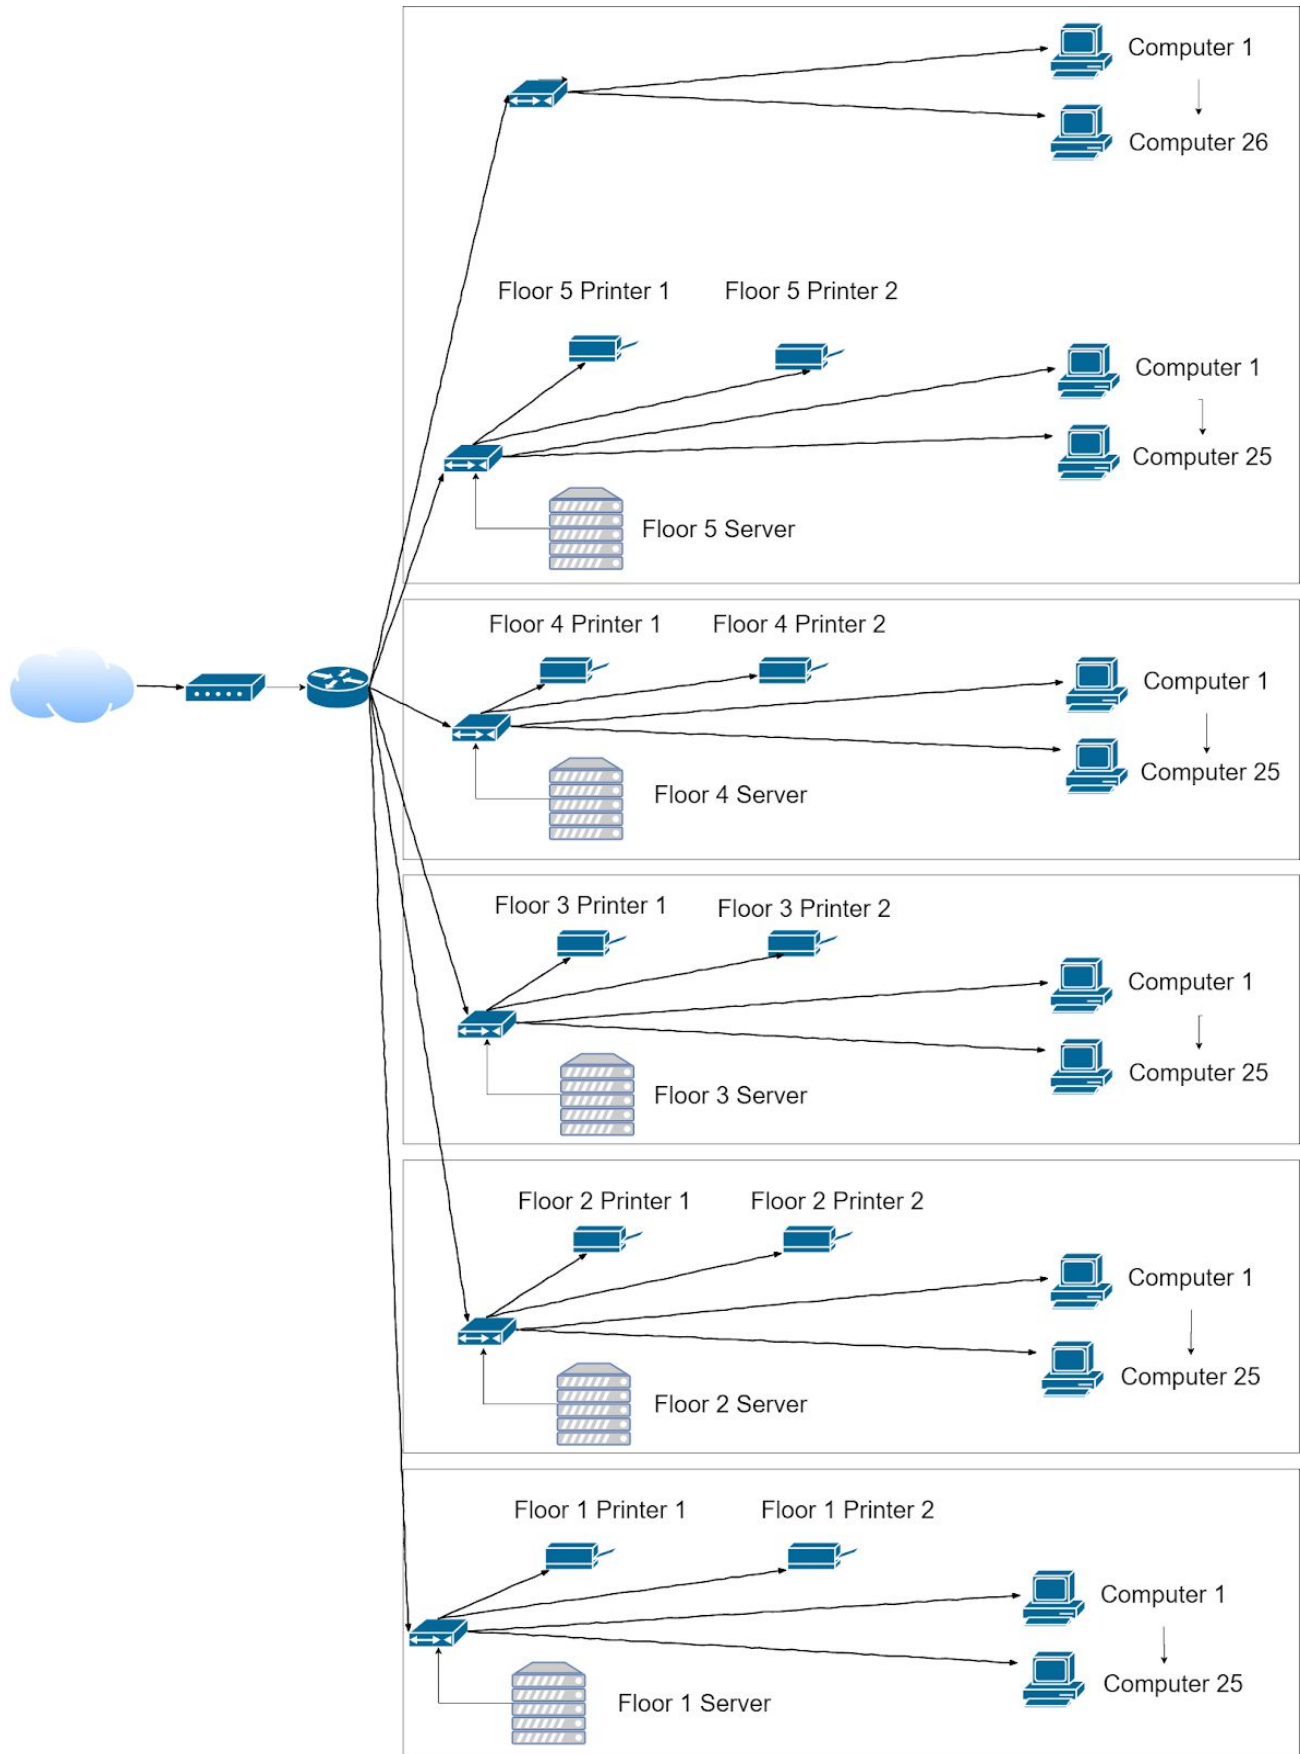 Computer 1
Computer 26
Floor 5 Printer 1
Floor 5 Printer 2
Computer 1
Computer 25
Floor 5 Server
Floor 4 Printer 1
Floor 4 Printer 2
Computer 1
Computer 25
Floor 4 Server
Floor 3 Printer 1
Floor 3 Printer 2
Computer 1
Computer 25
Floor 3 Server
Floor 2 Printer 1
Floor 2 Printer 2
Computer 1
Computer 25
Floor 2 Server
Floor 1 Printer 1
Floor 1 Printer 2
Computer 1
Computer 25
Floor 1 Server